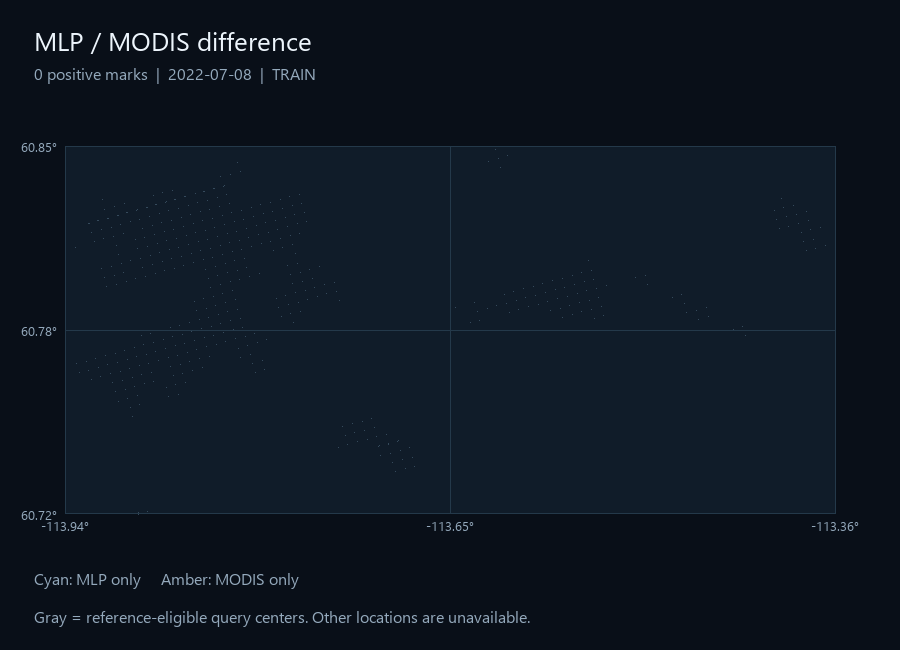 MLP / MODIS difference
0 positive marks | 2022-07-08 | TRAIN
60.85°
60.78°
60.72°
-113.94° -113.65° -113.36°
Cyan: MLP only Amber: MODIS only
Gray = reference-eligible query centers. Other locations are unavailable.